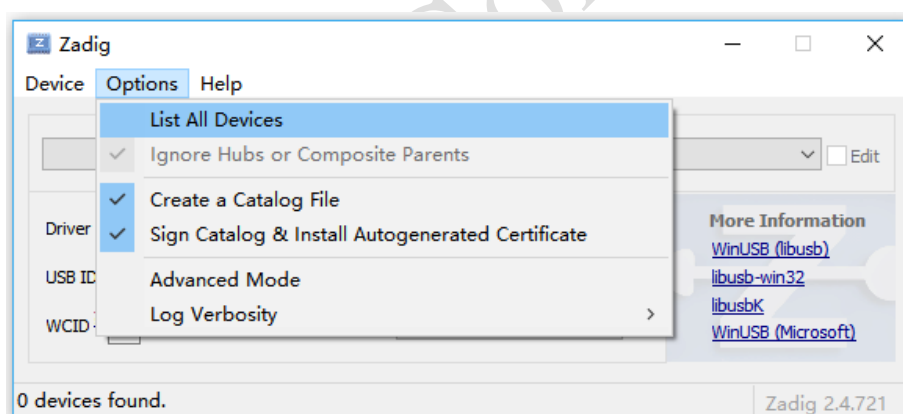 Zadig
Device Options Help
List All Devices
Ignore Hubs or Composite Parents
Edit
Create a Catalog File
Sign Catalog & Install Autogenerated Certificate
Advanced Mode
Log Verbosity
Driver
USB ID
WCID
More Information
WinUSB (libusb)
libusb-win32
libusbK
WinUSB (Microsoft)
0 devices found.
Zadig 2.4.721